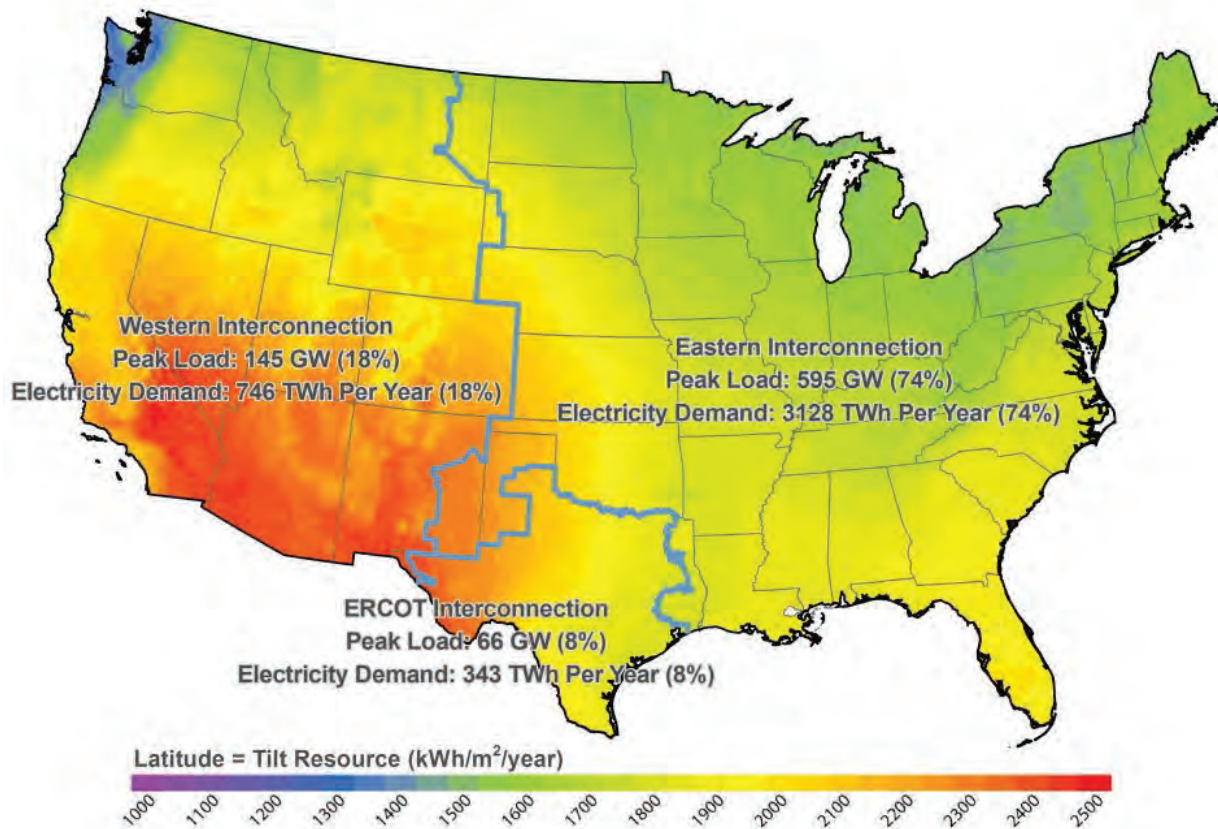 Western Interconnection
Peak Load: 145 GW (18%)
Electricity Demand: 746 TWh Per Year (18%)
Eastern Interconnection
Peak Load: 595 GW (74%)
Electricity Demand: 3128 TWh Per Year (74%)
ERCOT Interconnection
Peak Load: 66 GW (8%)
Electricity Demand: 343 TWh Per Year (8%)
Latitude = Tilt Resource (kWh/m²/year)
1000 1100 1200 1300 1400 1500 1600 1700 1800 1900 2000 2100 2200 2300 2400 2500